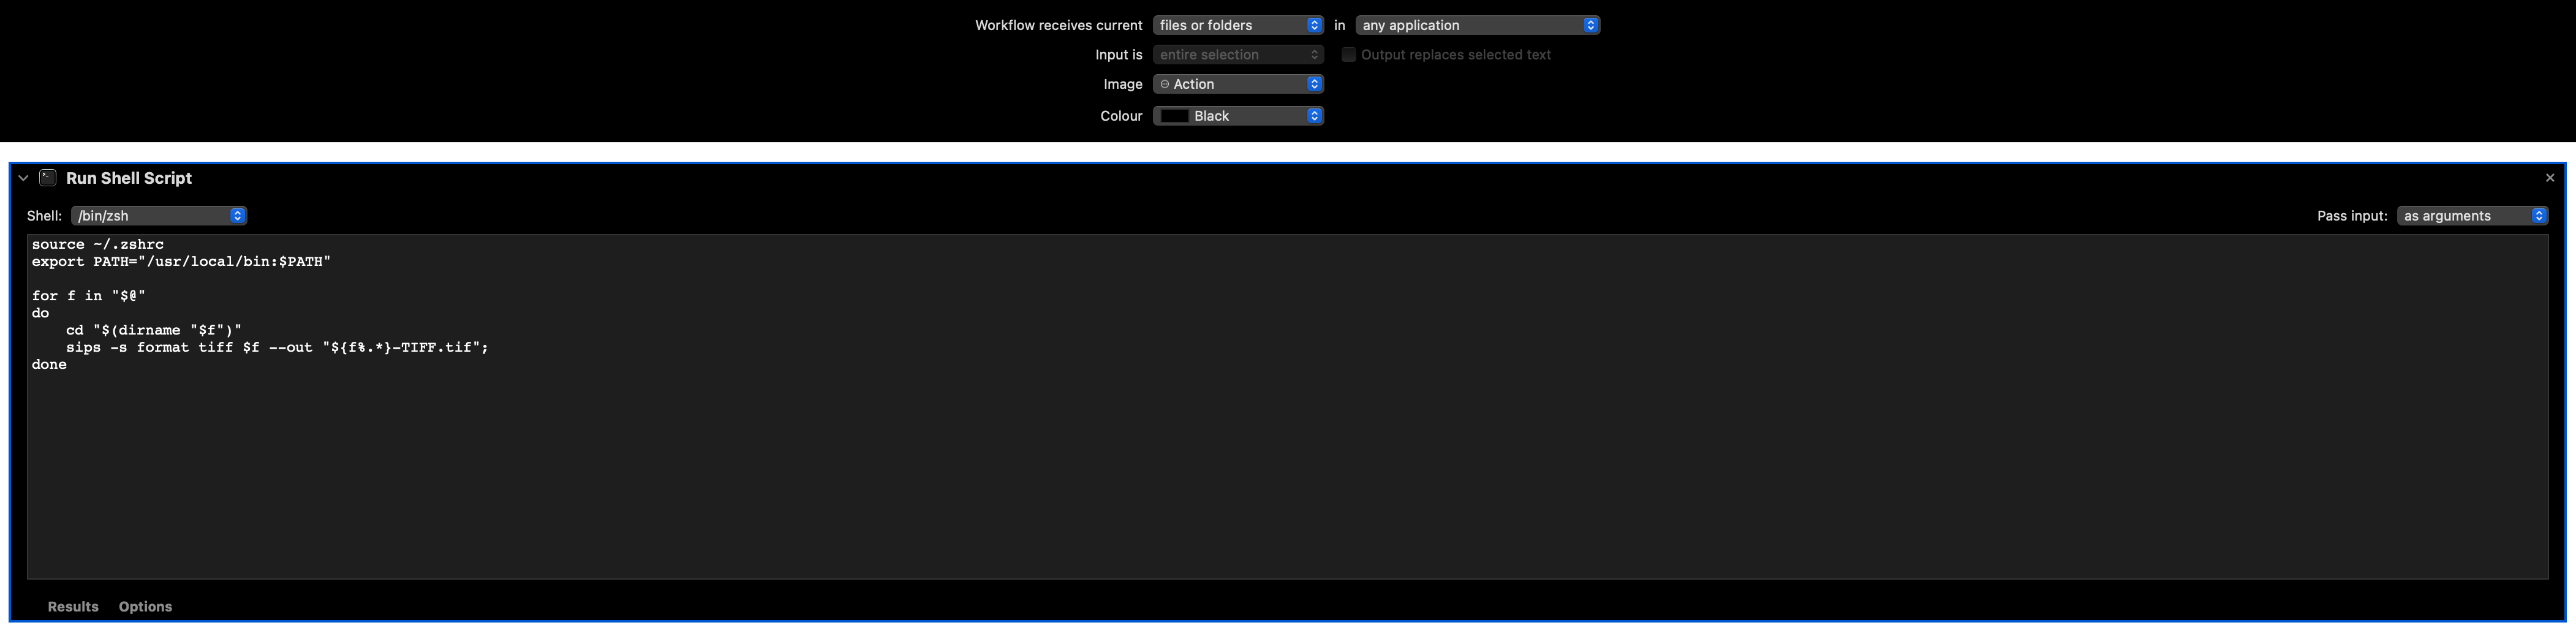 Workflow receives current files or folders in any application
Input is entire selection Output replaces selected text
Image Action
Colour Black
Run Shell Script
Shell: /bin/zsh Pass input: as arguments
source ~/.zshrc
export PATH="/usr/local/bin:$PATH"
for f in "$@"
do
    cd "$(dirname "$f")"
    sips -s format tiff $f --out "${f%.*}-TIFF.tif";
done
Results Options